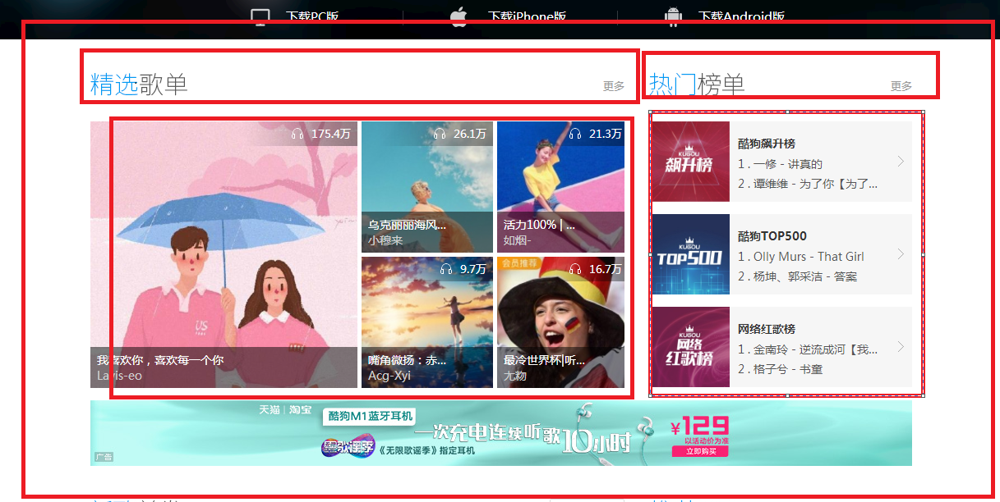 下载PC版
下载iPhone版
下载Android版
精选歌单
更多
热门榜单
更多
175.4万
我喜欢你，喜欢每一个你
Lavis-eo
US
26.1万
乌克丽丽海风...
小穆来
21.3万
活力100% | ...
如烟-
9.7万
嘴角微扬：赤...
Acg-Xyi
会员推荐
16.7万
最冷世界杯|听...
尢物
KUGOU
飙升榜
酷狗飙升榜
1 . 一修 - 讲真的
2 . 谭维维 - 为了你【为了...
KUGOU
TOP500
酷狗TOP500
1 . Olly Murs - That Girl
2 . 杨坤、郭采洁 - 答案
KUGOU
网络
红歌榜
网络红歌榜
1 . 金南玲 - 逆流成河【我...
2 . 格子兮 - 书童
天猫 | 淘宝
酷狗M1蓝牙耳机
歌谣季
《无限歌谣季》指定耳机
一次充电连续听歌10小时
¥129
以活动价为准
立即购买
广告